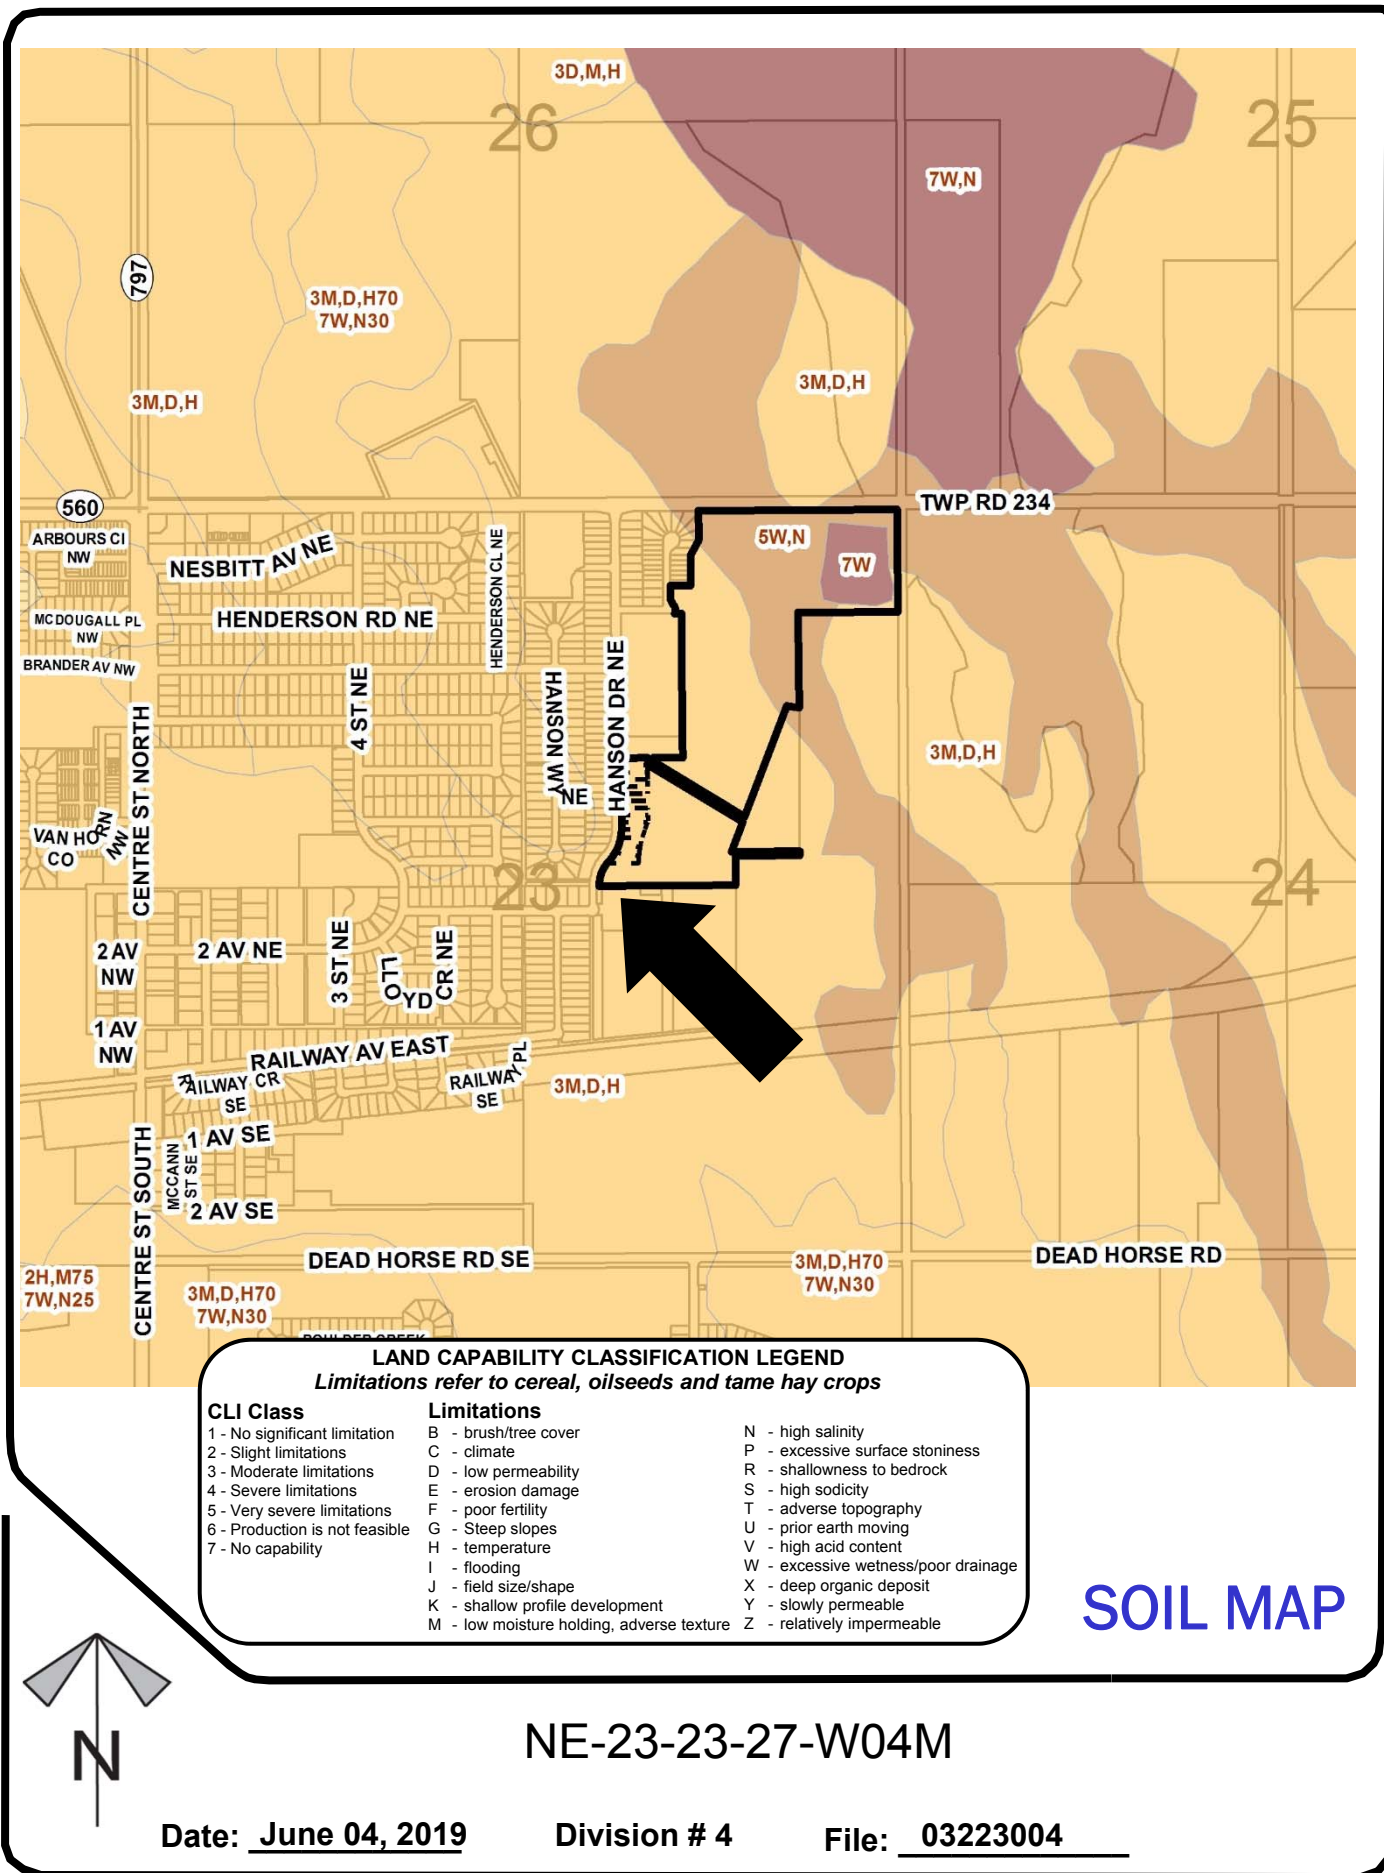 3D,M,H
26
25
7W,N
797
3M,D,H70
7W,N30
3M,D,H
3M,D,H
560
TWP RD 234
ARBOURS CI
NW
NESBITT AV NE
HENDERSON CL NE
5W,N
7W
MCDOUGALL PL
NW
HENDERSON RD NE
BRANDER AV NW
4 ST NE
HANSON WY
NE
HANSON DR NE
CENTRE ST NORTH
3M,D,H
VAN HORN
CO
NW
23
24
2 AV
NW
2 AV NE
3 ST NE
LLOYD
CR NE
1 AV
NW
RAILWAY AV EAST
RAILWAY CR
SE
RAILWAY PL
SE
3M,D,H
1 AV SE
MCCANN
ST SE
2 AV SE
CENTRE ST SOUTH
DEAD HORSE RD SE
DEAD HORSE RD
2H,M75
7W,N25
3M,D,H70
7W,N30
3M,D,H70
7W,N30
BOULDER CREEK
LAND CAPABILITY CLASSIFICATION LEGEND
Limitations refer to cereal, oilseeds and tame hay crops
CLI Class
1 - No significant limitation
2 - Slight limitations
3 - Moderate limitations
4 - Severe limitations
5 - Very severe limitations
6 - Production is not feasible
7 - No capability
Limitations
B - brush/tree cover
C - climate
D - low permeability
E - erosion damage
F - poor fertility
G - Steep slopes
H - temperature
I - flooding
J - field size/shape
K - shallow profile development
M - low moisture holding, adverse texture
N - high salinity
P - excessive surface stoniness
R - shallowness to bedrock
S - high sodicity
T - adverse topography
U - prior earth moving
V - high acid content
W - excessive wetness/poor drainage
X - deep organic deposit
Y - slowly permeable
Z - relatively impermeable
SOIL MAP
N
NE-23-23-27-W04M
Date: June 04, 2019 Division # 4 File: 03223004